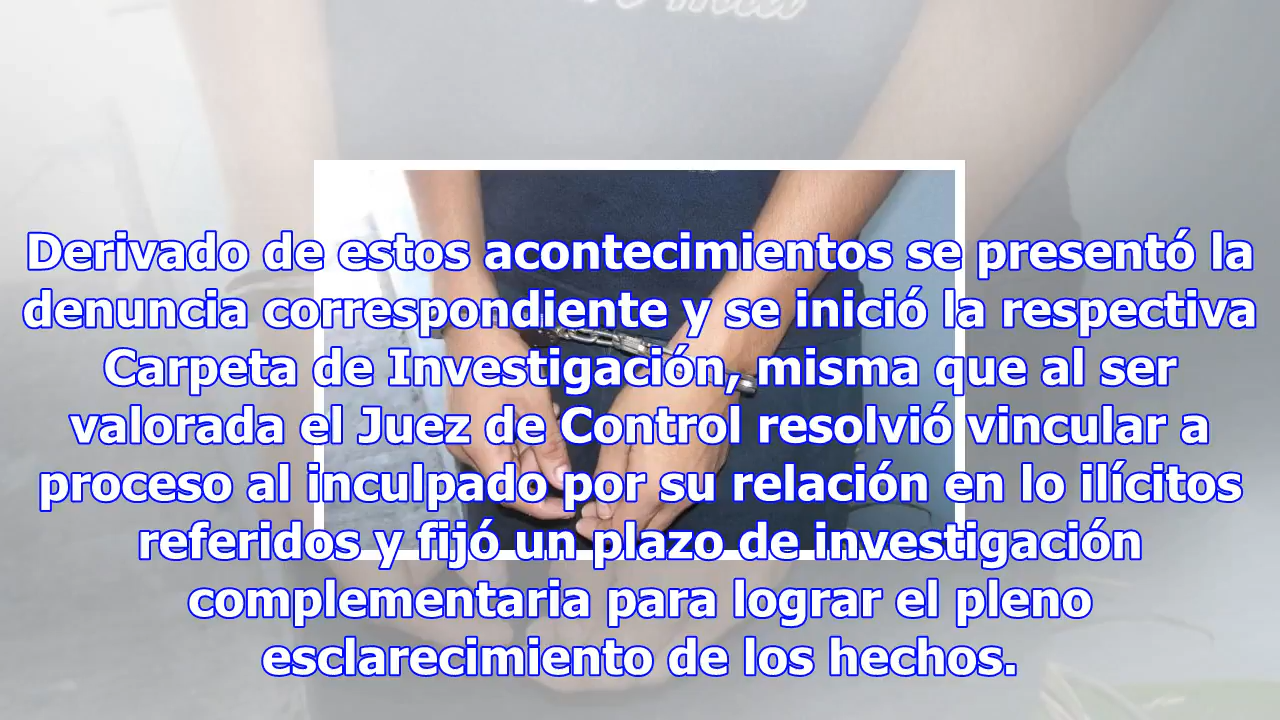 Derivado de estos acontecimientos se presentó la
denuncia correspondiente y se inició la respectiva
Carpeta de Investigación, misma que al ser
valorada el Juez de Control resolvió vincular a
proceso al inculpado por su relación en lo ilícitos
referidos y fijó un plazo de investigación
complementaria para lograr el pleno
esclarecimiento de los hechos.